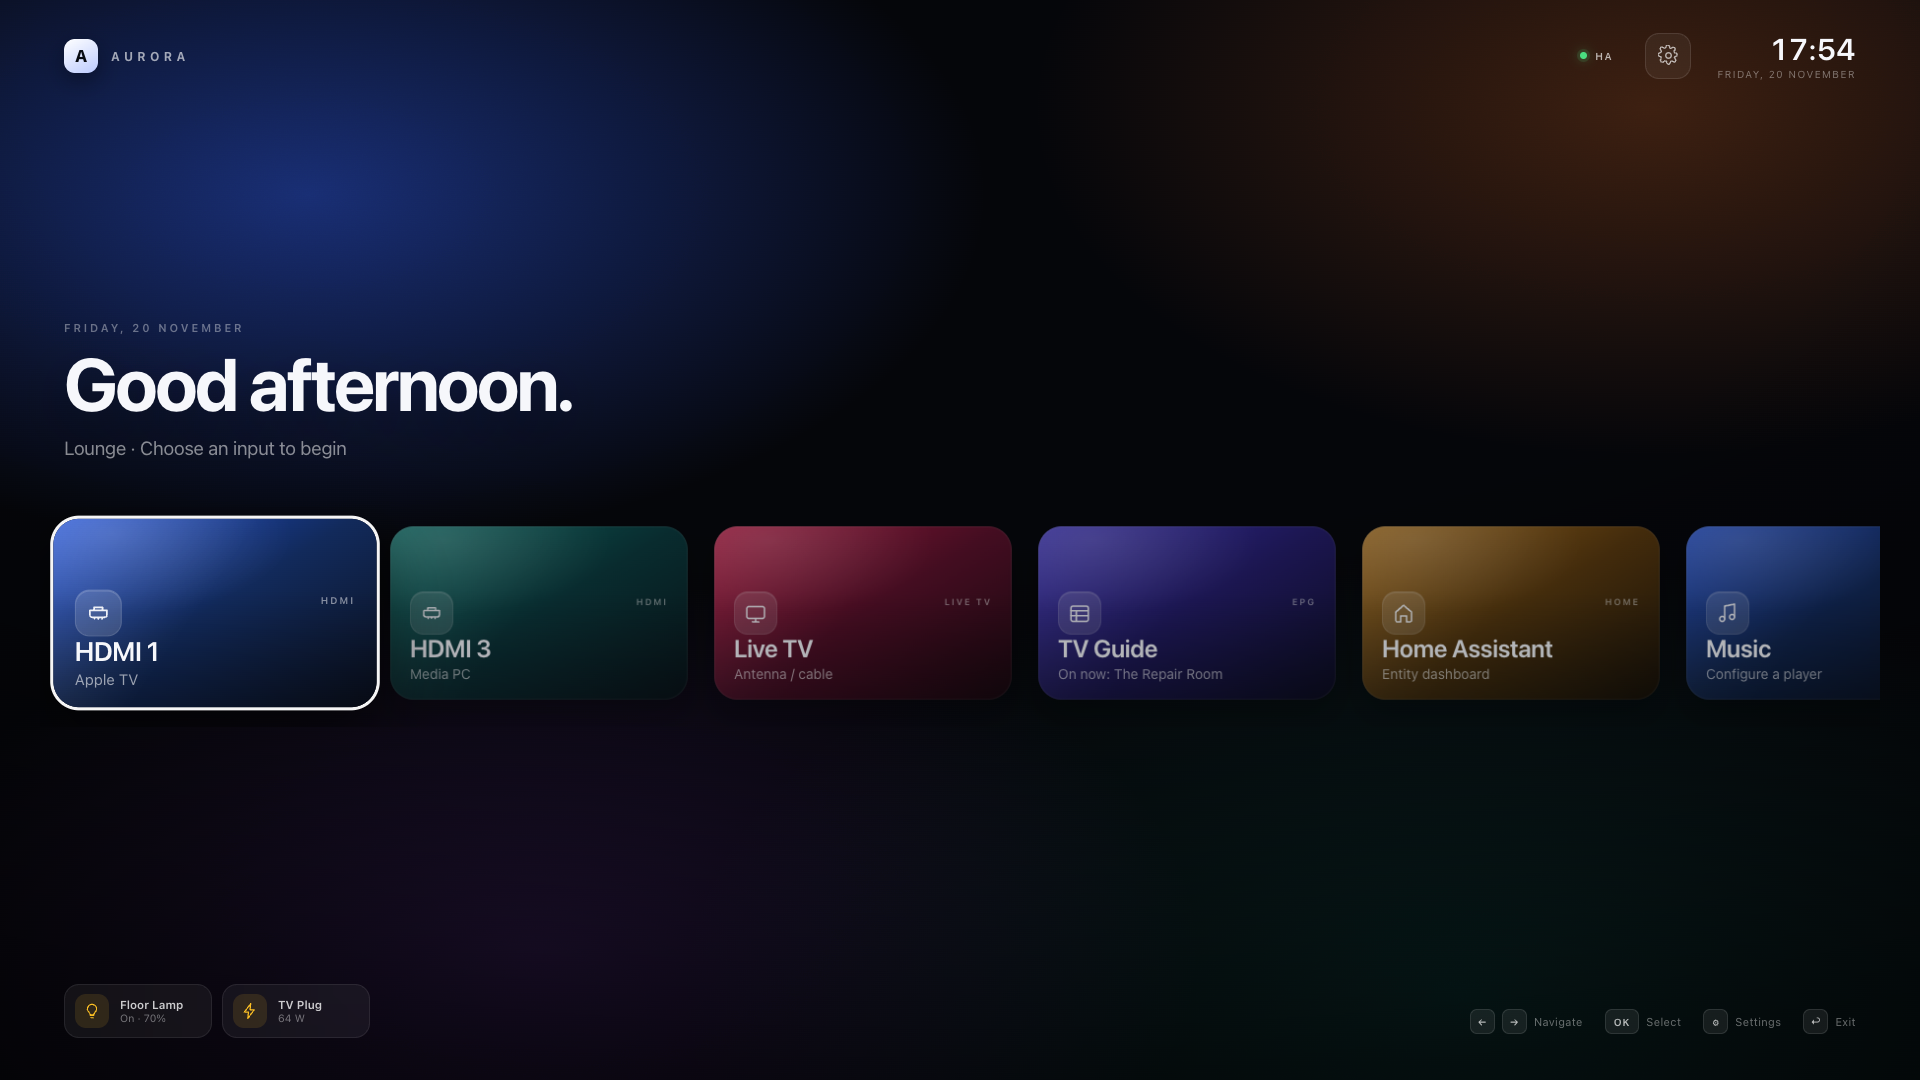 A AURORA
HA
17:54
FRIDAY, 20 NOVEMBER
FRIDAY, 20 NOVEMBER
Good afternoon.
Lounge · Choose an input to begin
HDMI
HDMI 1
Apple TV
HDMI
HDMI 3
Media PC
LIVE TV
Live TV
Antenna / cable
EPG
TV Guide
On now: The Repair Room
HOME
Home Assistant
Entity dashboard
Music
Configure a player
Floor Lamp
On · 70%
TV Plug
64 W
← → Navigate OK Select Settings Exit